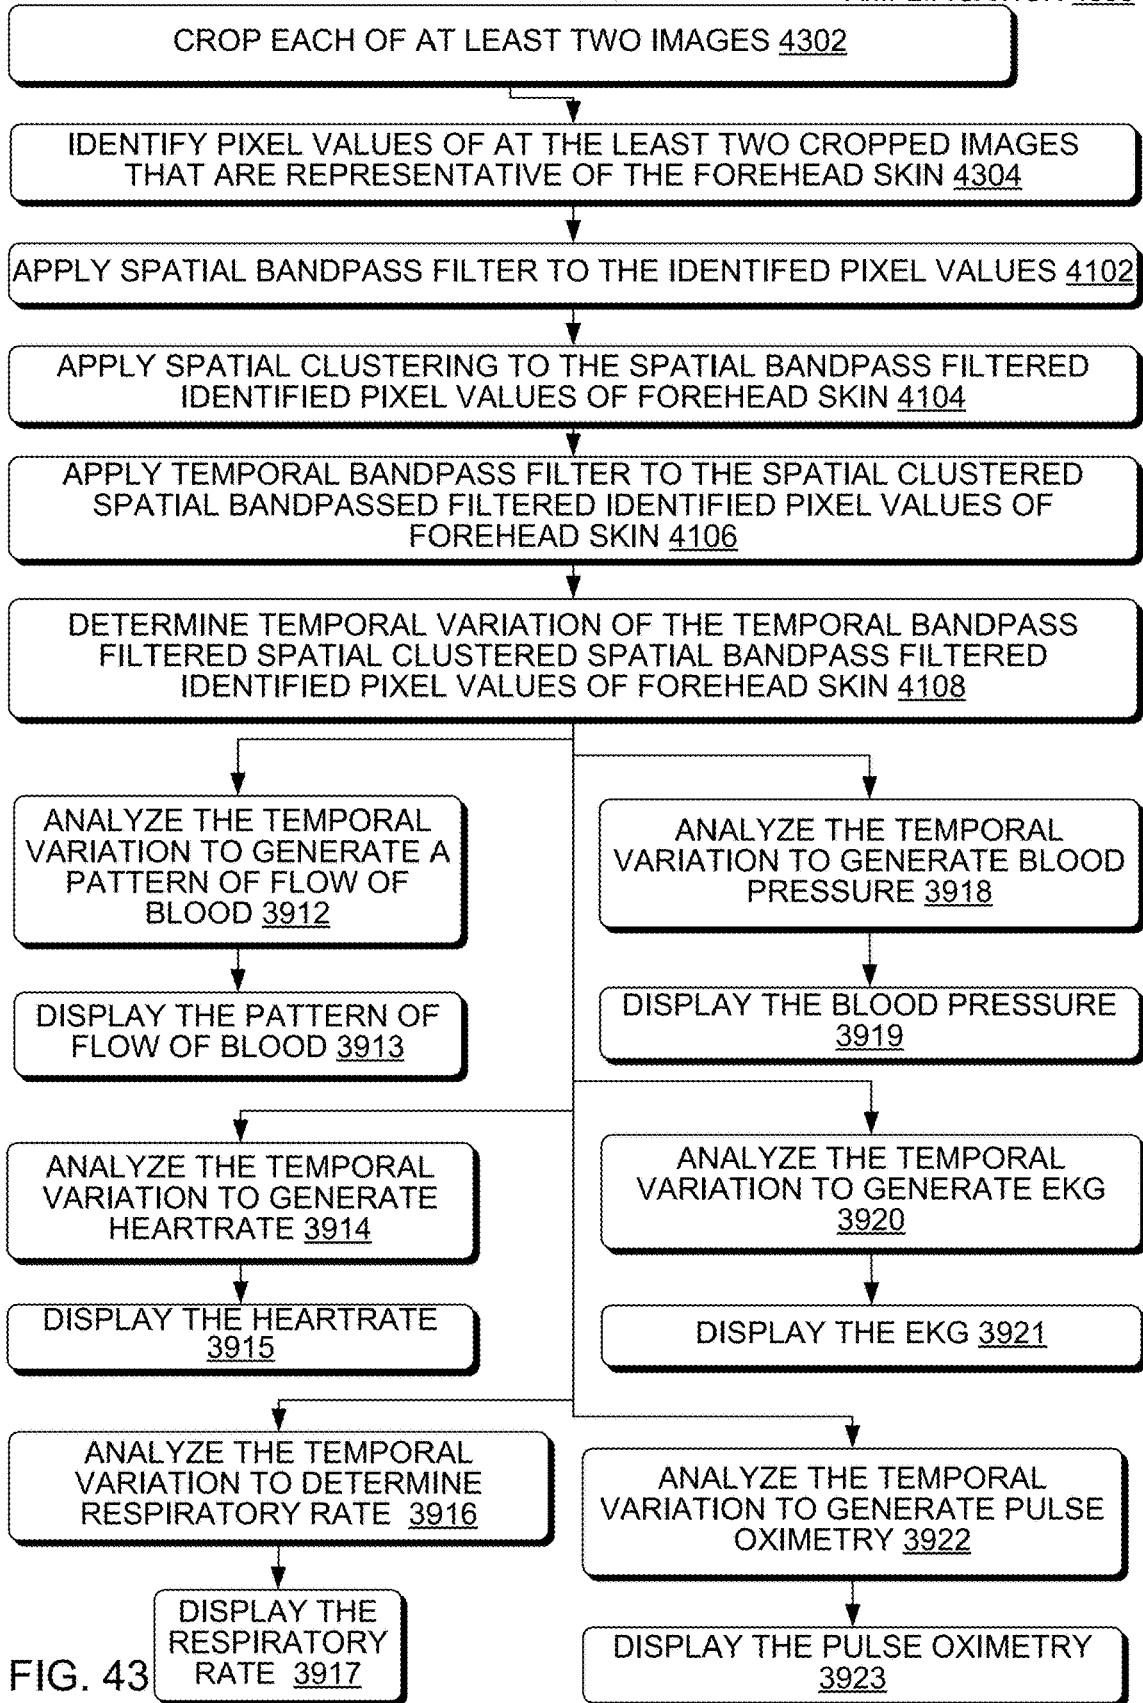 CROP EACH OF AT LEAST TWO IMAGES 4302
IDENTIFY PIXEL VALUES OF AT THE LEAST TWO CROPPED IMAGES
THAT ARE REPRESENTATIVE OF THE FOREHEAD SKIN 4304
APPLY SPATIAL BANDPASS FILTER TO THE IDENTIFED PIXEL VALUES 4102
APPLY SPATIAL CLUSTERING TO THE SPATIAL BANDPASS FILTERED
IDENTIFIED PIXEL VALUES OF FOREHEAD SKIN 4104
APPLY TEMPORAL BANDPASS FILTER TO THE SPATIAL CLUSTERED
SPATIAL BANDPASSED FILTERED IDENTIFIED PIXEL VALUES OF
FOREHEAD SKIN 4106
DETERMINE TEMPORAL VARIATION OF THE TEMPORAL BANDPASS
FILTERED SPATIAL CLUSTERED SPATIAL BANDPASS FILTERED
IDENTIFIED PIXEL VALUES OF FOREHEAD SKIN 4108
ANALYZE THE TEMPORAL
VARIATION TO GENERATE A
PATTERN OF FLOW OF
BLOOD 3912
DISPLAY THE PATTERN OF
FLOW OF BLOOD 3913
ANALYZE THE TEMPORAL
VARIATION TO GENERATE BLOOD
PRESSURE 3918
DISPLAY THE BLOOD PRESSURE
3919
ANALYZE THE TEMPORAL
VARIATION TO GENERATE
HEARTRATE 3914
DISPLAY THE HEARTRATE
3915
ANALYZE THE TEMPORAL
VARIATION TO GENERATE EKG
3920
DISPLAY THE EKG 3921
ANALYZE THE TEMPORAL
VARIATION TO DETERMINE
RESPIRATORY RATE 3916
DISPLAY THE
RESPIRATORY
RATE 3917
ANALYZE THE TEMPORAL
VARIATION TO GENERATE PULSE
OXIMETRY 3922
DISPLAY THE PULSE OXIMETRY
3923
FIG. 43